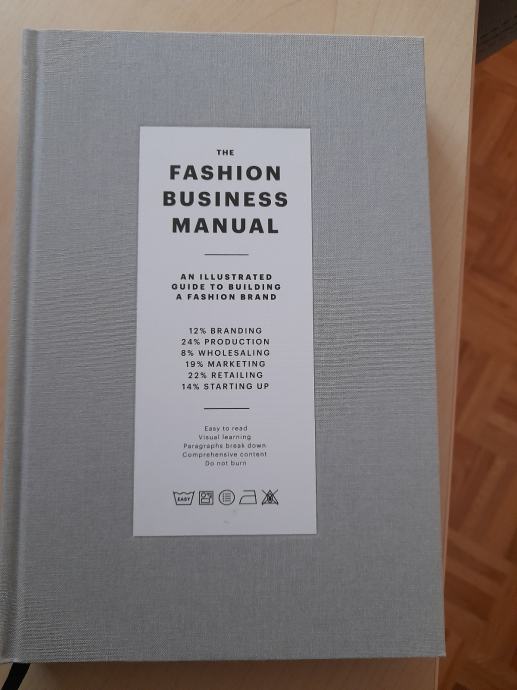 THE
FASHION
BUSINESS
MANUAL
AN ILLUSTRATED
GUIDE TO BUILDING
A FASHION BRAND
12% BRANDING
24% PRODUCTION
8% WHOLESALING
19% MARKETING
22% RETAILING
14% STARTING UP
Easy to read
Visual learning
Paragraphs break down
Comprehensive content
Do not burn
EASY